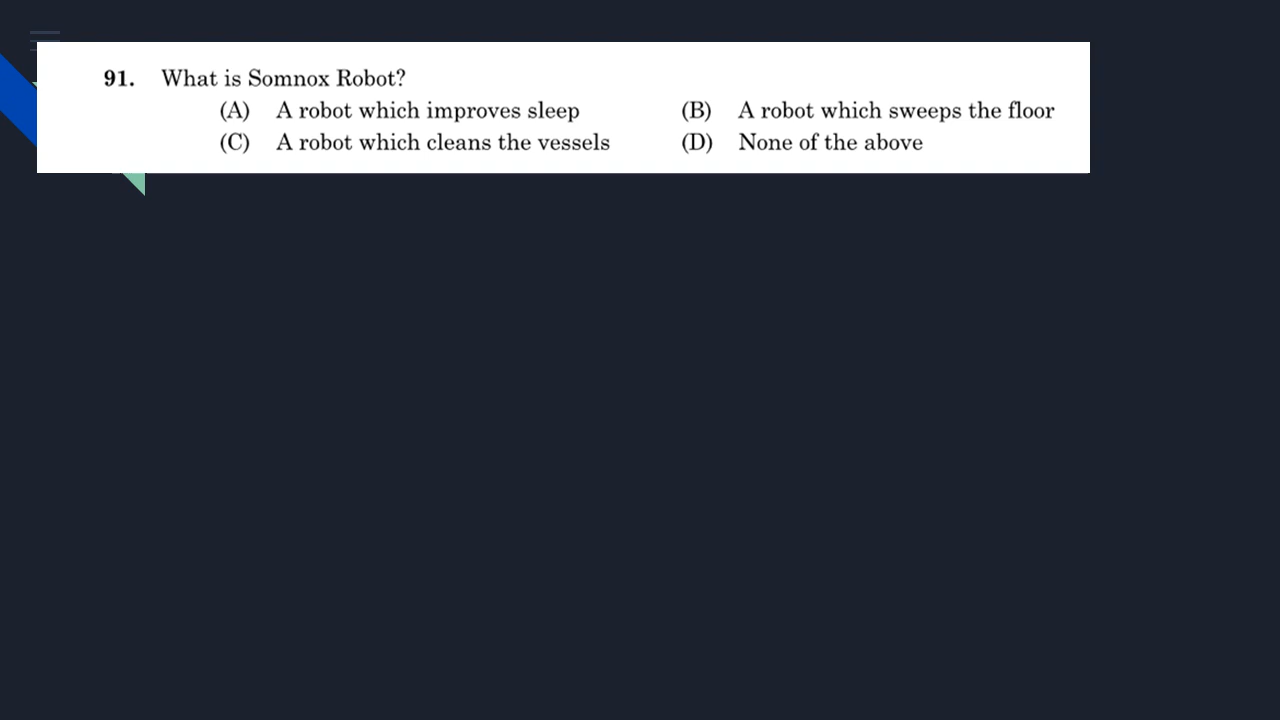 91. What is Somnox Robot?
(A) A robot which improves sleep (B) A robot which sweeps the floor
(C) A robot which cleans the vessels (D) None of the above